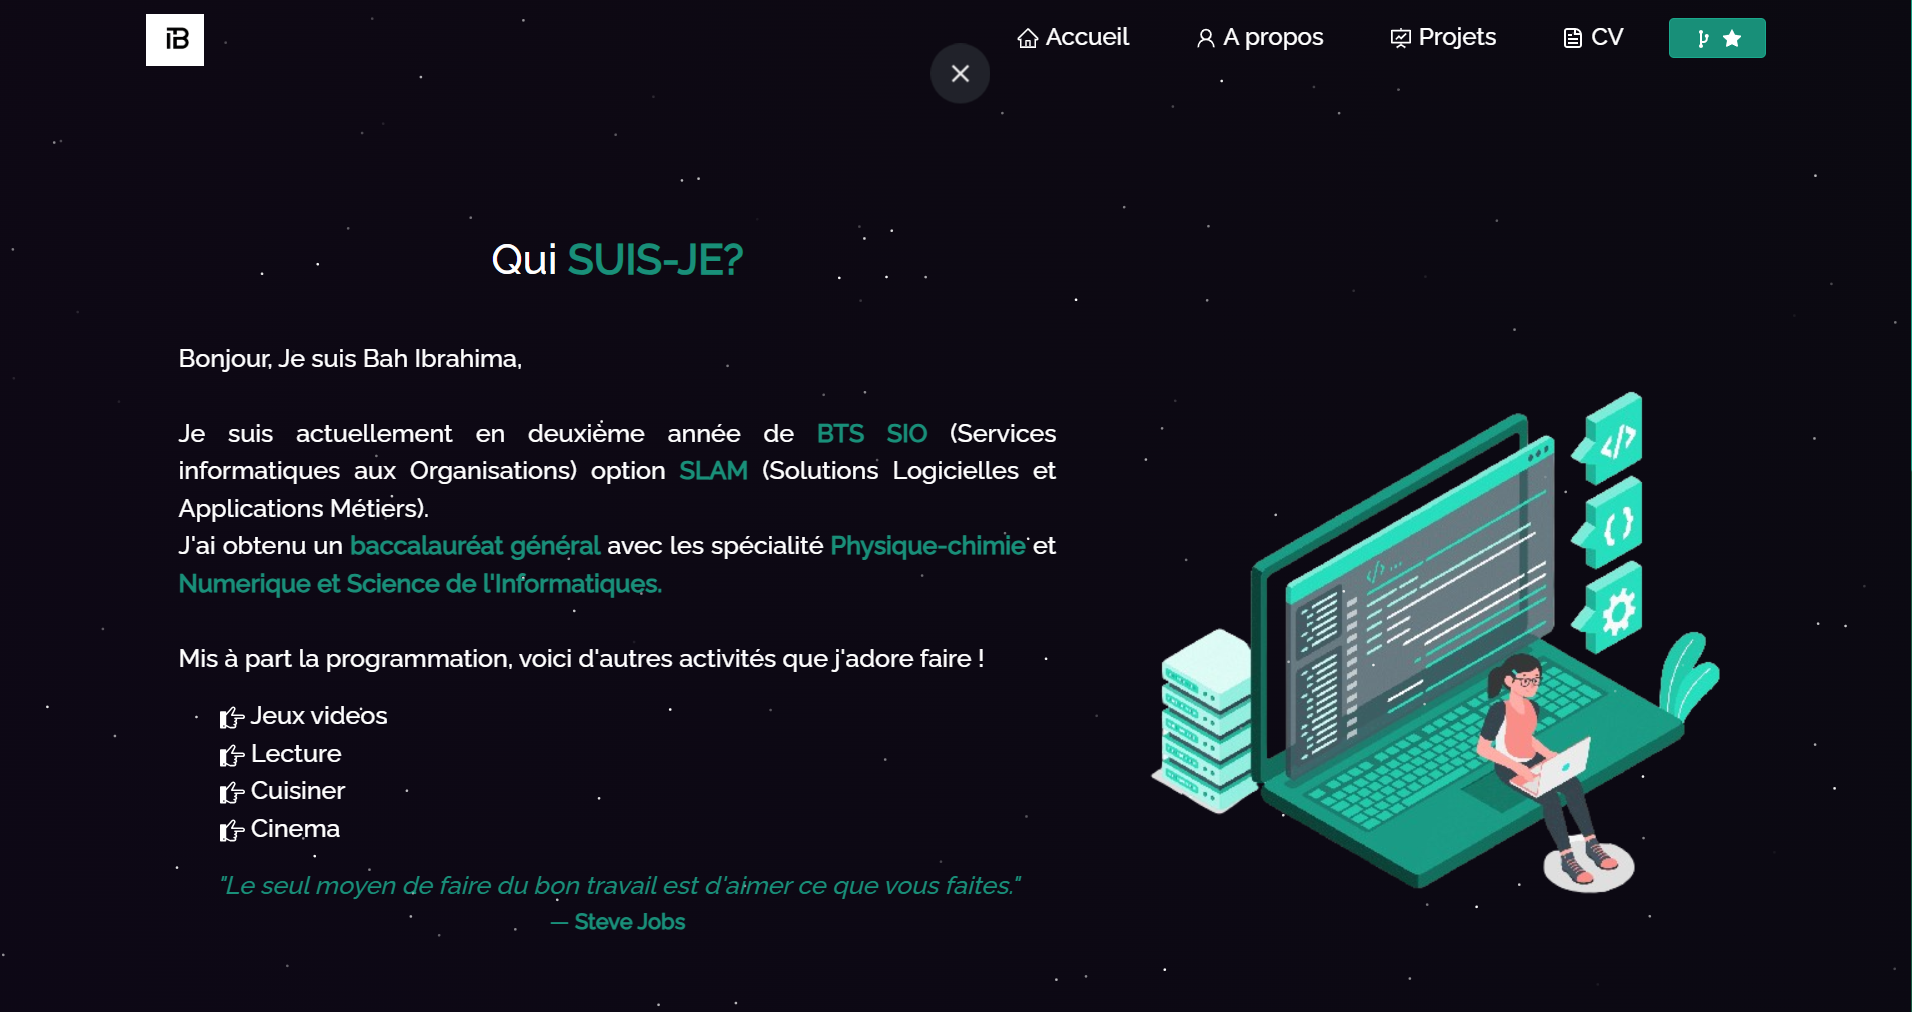 iB
Accueil
A propos
Projets
CV
Qui SUIS-JE?
Bonjour, Je suis Bah Ibrahima,
Je suis actuellement en deuxième année de BTS SIO (Services
informatiques aux Organisations) option SLAM (Solutions Logicielles et
Applications Métiers).
J'ai obtenu un baccalauréat général avec les spécialité Physique-chimie et
Numerique et Science de l'Informatiques.
Mis à part la programmation, voici d'autres activités que j'adore faire !
Jeux videos
Lecture
Cuisiner
Cinema
"Le seul moyen de faire du bon travail est d'aimer ce que vous faites."
— Steve Jobs